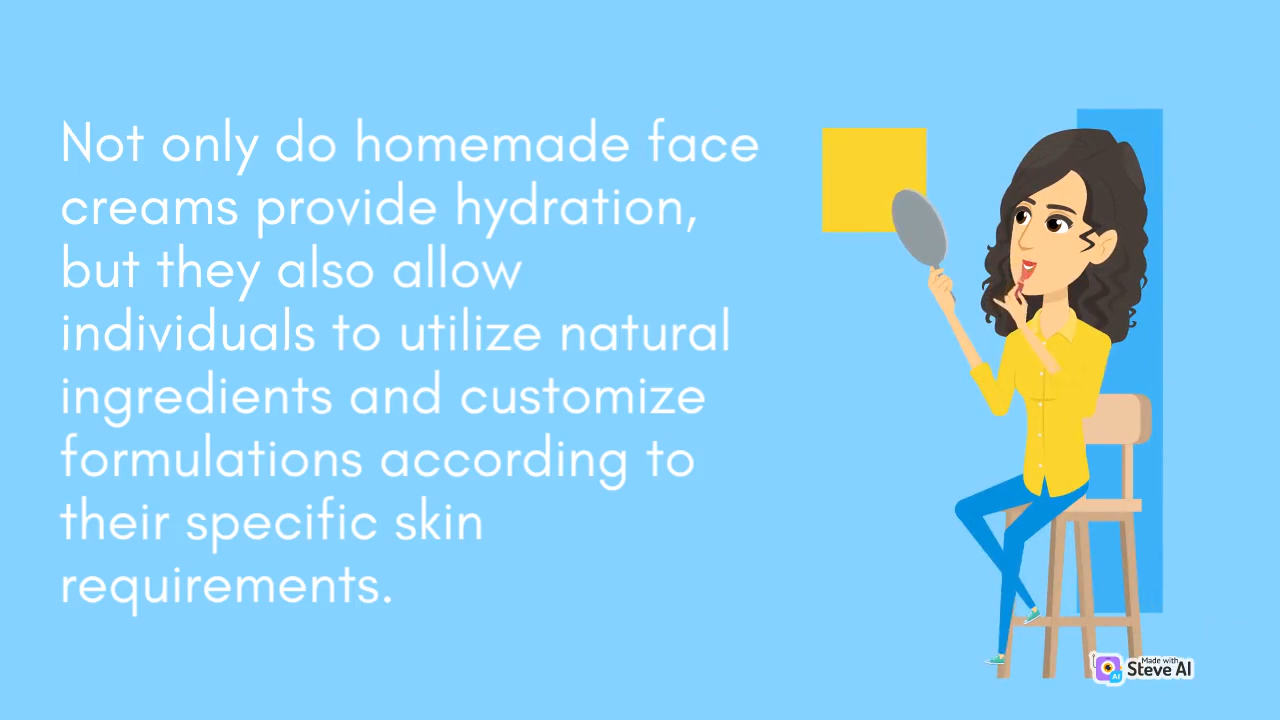 Not only do homemade face
creams provide hydration,
but they also allow
individuals to utilize natural
ingredients and customize
formulations according to
their specific skin
requirements.
Made with
Steve AI
AI